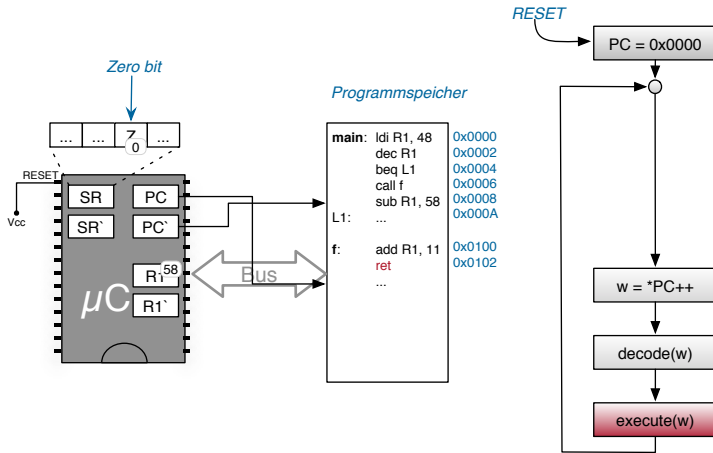 RESET
PC = 0x0000
Zero bit
Programmspeicher
... ... Z ...
0
main: ldi R1, 48 0x0000
dec R1 0x0002
beq L1 0x0004
call f 0x0006
sub R1, 58 0x0008
L1: ... 0x000A
f: add R1, 11 0x0100
ret 0x0102
...
RESET
Vcc
SR PC
SR` PC`
R1 58
R1`
µC
Bus
w = *PC++
decode(w)
execute(w)